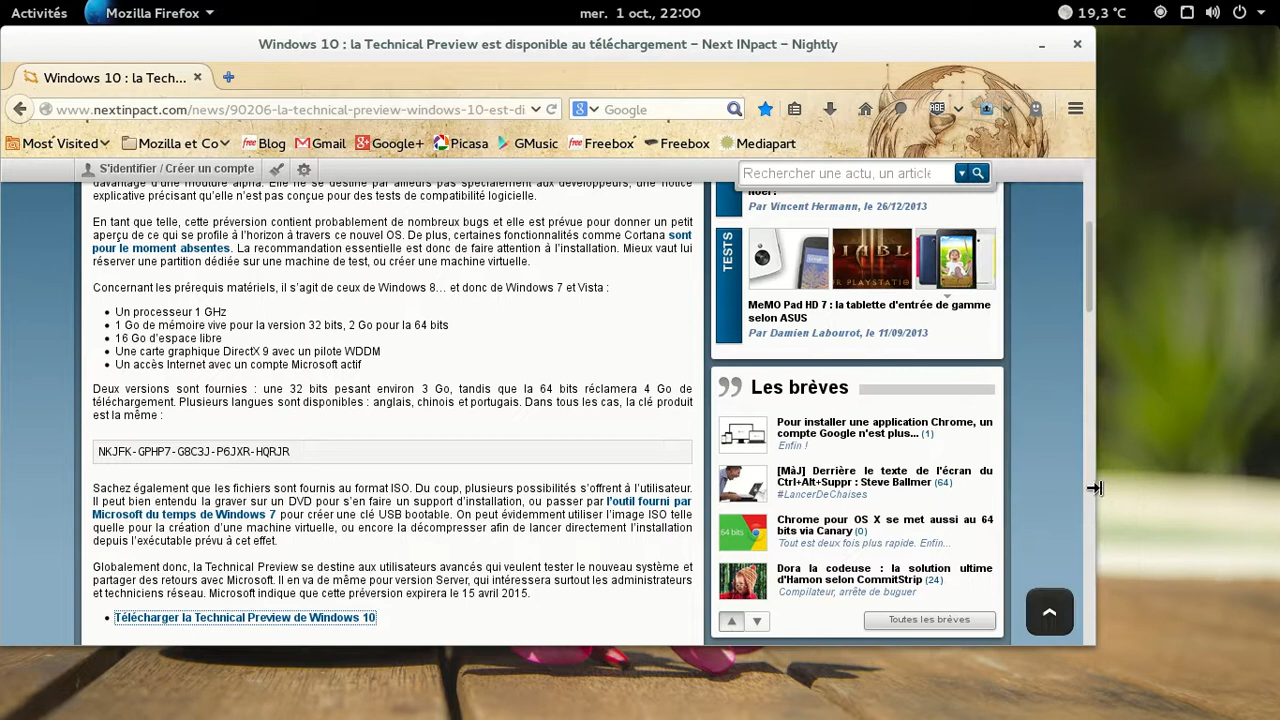 Activités
Mozilla Firefox
mer. 1 oct., 22:00
19,3 °C
Windows 10 : la Technical Preview est disponible au téléchargement – Next INpact – Nightly
Windows 10 : la Tech...
www.nextinpact.com/news/90206-la-technical-preview-windows-10-est-di
Google
ABE
Most Visited
Mozilla et Co
free Blog
Gmail
Google+
Picasa
GMusic
free Freebox
Freebox
Mediapart
S'identifier / Créer un compte
Rechercher une actu, un article
davantage d'une mouture alpha. Elle ne se destine par ailleurs pas spécialement aux développeurs, une notice
explicative précisant qu'elle n'est pas conçue pour des tests de compatibilité logicielle.
En tant que telle, cette préversion contient probablement de nombreux bugs et elle est prévue pour donner un petit
aperçu de ce qui se profile à l'horizon à travers ce nouvel OS. De plus, certaines fonctionnalités comme Cortana sont
pour le moment absentes. La recommandation essentielle est donc de faire attention à l'installation. Mieux vaut lui
réserver une partition dédiée sur une machine de test, ou créer une machine virtuelle.
Concernant les prérequis matériels, il s'agit de ceux de Windows 8… et donc de Windows 7 et Vista :
Un processeur 1 GHz
1 Go de mémoire vive pour la version 32 bits, 2 Go pour la 64 bits
16 Go d'espace libre
Une carte graphique DirectX 9 avec un pilote WDDM
Un accès Internet avec un compte Microsoft actif
Deux versions sont fournies : une 32 bits pesant environ 3 Go, tandis que la 64 bits réclamera 4 Go de
téléchargement. Plusieurs langues sont disponibles : anglais, chinois et portugais. Dans tous les cas, la clé produit
est la même :
NKJFK-GPHP7-G8C3J-P6JXR-HQRJR
Sachez également que les fichiers sont fournis au format ISO. Du coup, plusieurs possibilités s'offrent à l'utilisateur.
Il peut bien entendu la graver sur un DVD pour s'en faire un support d'installation, ou passer par l'outil fourni par
Microsoft du temps de Windows 7 pour créer une clé USB bootable. On peut évidemment utiliser l'image ISO telle
quelle pour la création d'une machine virtuelle, ou encore la décompresser afin de lancer directement l'installation
depuis l'exécutable prévu à cet effet.
Globalement donc, la Technical Preview se destine aux utilisateurs avancés qui veulent tester le nouveau système et
partager des retours avec Microsoft. Il en va de même pour version Server, qui intéressera surtout les administrateurs
et techniciens réseau. Microsoft indique que cette préversion expirera le 15 avril 2015.
Télécharger la Technical Preview de Windows 10
Noël!
Par Vincent Hermann, le 26/12/2013
TESTS
MeMO Pad HD 7 : la tablette d'entrée de gamme
selon ASUS
Par Damien Labourot, le 11/09/2013
Les brèves
Pour installer une application Chrome, un
compte Google n'est plus... (1)
Enfin !
[MàJ] Derrière le texte de l'écran du
Ctrl+Alt+Suppr : Steve Ballmer (64)
#LancerDeChaises
64 bits
Chrome pour OS X se met aussi au 64
bits via Canary (0)
Tout est deux fois plus rapide. Enfin...
Dora la codeuse : la solution ultime
d'Hamon selon CommitStrip (24)
Compilateur, arrête de buguer
Toutes les brèves